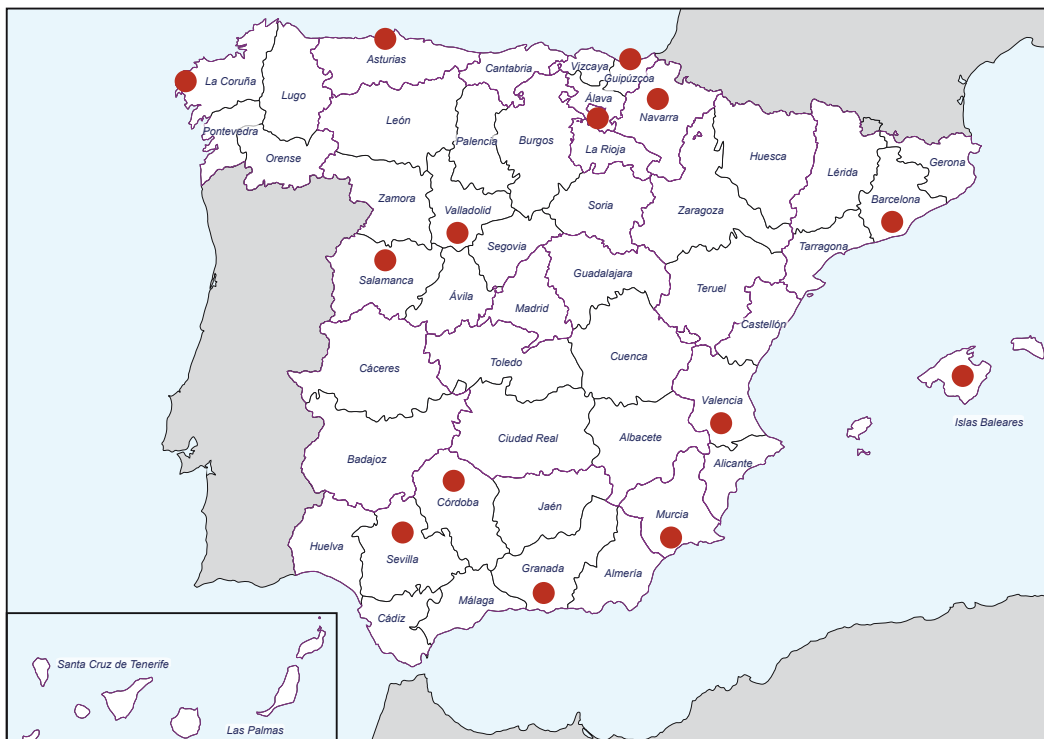 Asturias
Cantabria
Vizcaya
Guipúzcoa
La Coruña
Lugo
Álava
Navarra
León
Pontevedra
Palencia
Burgos
La Rioja
Orense
Huesca
Lérida
Gerona
Zamora
Valladolid
Soria
Zaragoza
Barcelona
Segovia
Tarragona
Salamanca
Ávila
Guadalajara
Teruel
Madrid
Castellón
Cáceres
Toledo
Cuenca
Valencia
Islas Baleares
Badajoz
Ciudad Real
Albacete
Alicante
Córdoba
Jaén
Murcia
Huelva
Sevilla
Granada
Almería
Málaga
Cádiz
Santa Cruz de Tenerife
Las Palmas